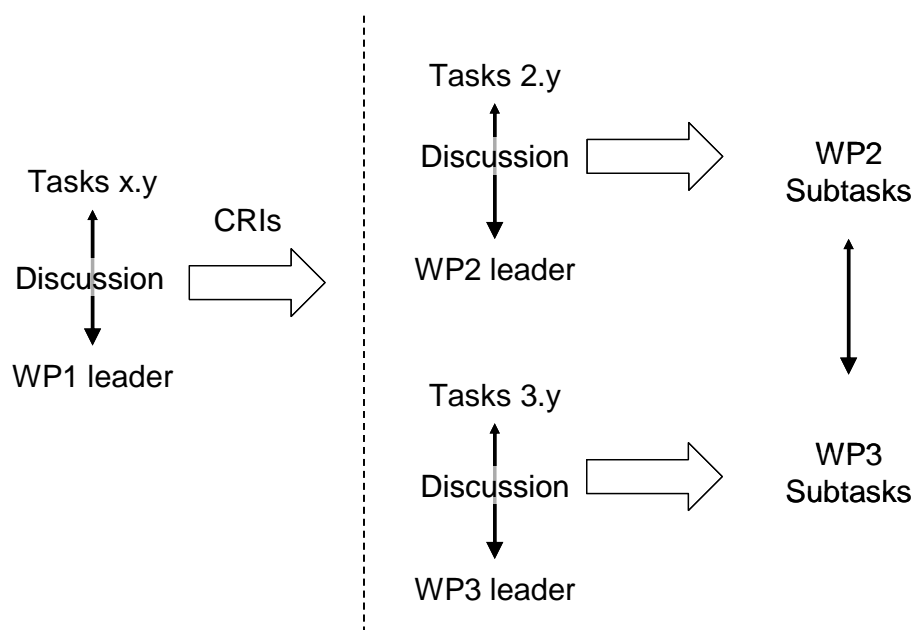 Tasks x.y
Discussion
WP1 leader
CRIs
Tasks 2.y
Discussion
WP2 leader
WP2
Subtasks
Tasks 3.y
Discussion
WP3 leader
WP3
Subtasks